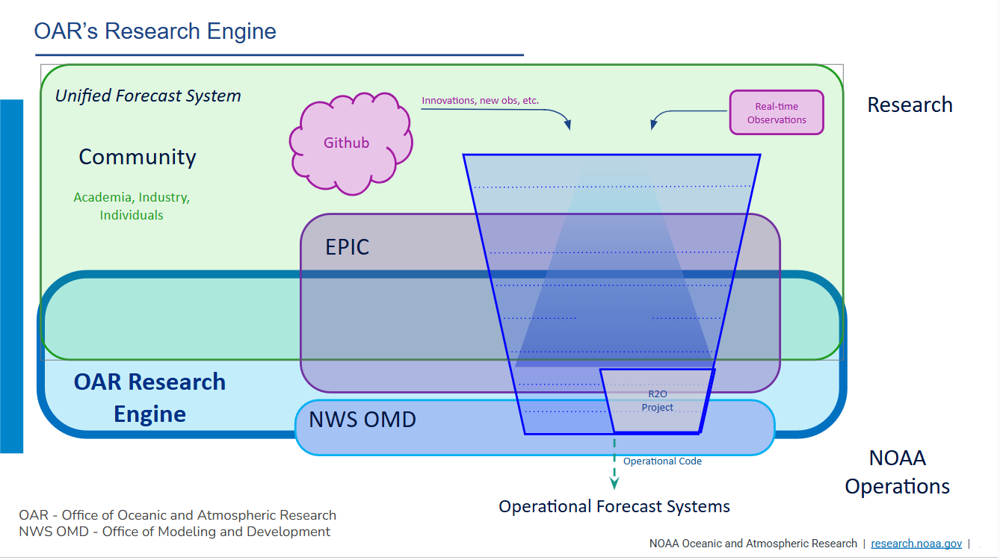 OAR’s Research Engine
Unified Forecast System
Innovations, new obs, etc.
Real-time
Observations
Research
Github
Community
Academia, Industry,
Individuals
EPIC
OAR Research
Engine
R2O
Project
NWS OMD
Operational Code
NOAA
Operations
Operational Forecast Systems
OAR - Office of Oceanic and Atmospheric Research
NWS OMD - Office of Modeling and Development
NOAA Oceanic and Atmospheric Research | research.noaa.gov |